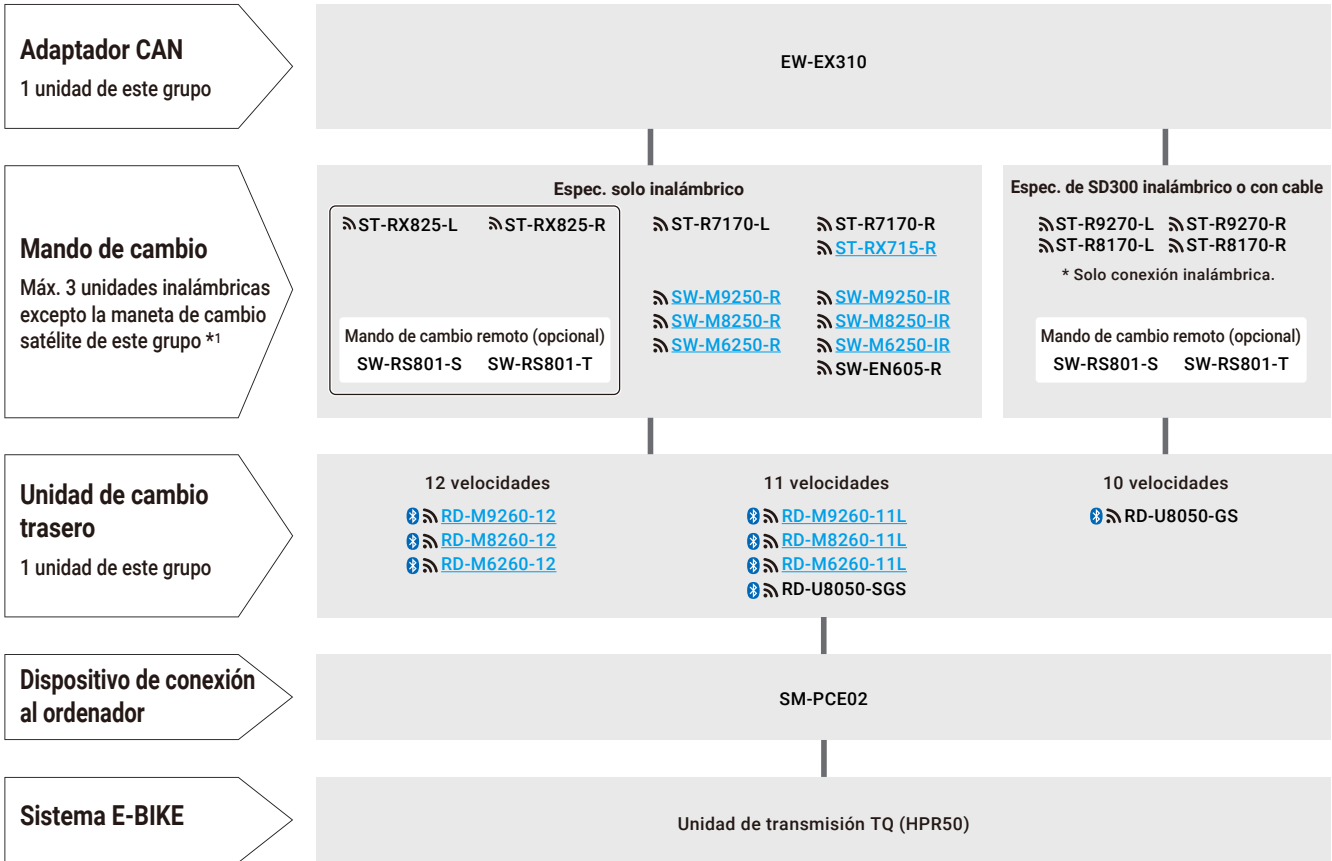 Adaptador CAN
1 unidad de este grupo
EW-EX310
Mando de cambio
Máx. 3 unidades inalámbricas
excepto la maneta de cambio
satélite de este grupo *1
Espec. solo inalámbrico
ST-RX825-L ST-RX825-R
Mando de cambio remoto (opcional)
SW-RS801-S SW-RS801-T
ST-R7170-L ST-R7170-R
ST-RX715-R
SW-M9250-R SW-M9250-IR
SW-M8250-R SW-M8250-IR
SW-M6250-R SW-M6250-IR
SW-EN605-R
Espec. de SD300 inalámbrico o con cable
ST-R9270-L ST-R9270-R
ST-R8170-L ST-R8170-R
* Solo conexión inalámbrica.
Mando de cambio remoto (opcional)
SW-RS801-S SW-RS801-T
Unidad de cambio
trasero
1 unidad de este grupo
12 velocidades
RD-M9260-12
RD-M8260-12
RD-M6260-12
11 velocidades
RD-M9260-11L
RD-M8260-11L
RD-M6260-11L
RD-U8050-SGS
10 velocidades
RD-U8050-GS
Dispositivo de conexión
al ordenador
SM-PCE02
Sistema E-BIKE
Unidad de transmisión TQ (HPR50)